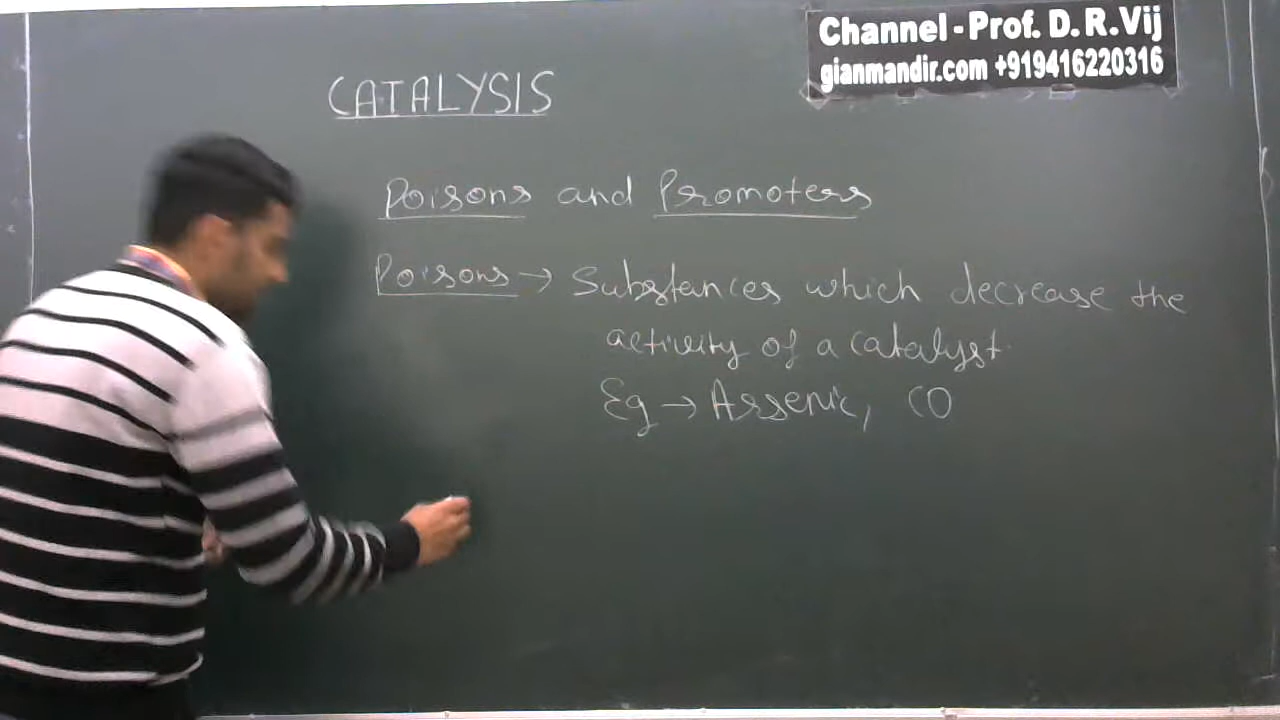 Channel - Prof. D. R. Vij
gianmandir.com +919416220316
CATALYSIS
Poisons and Promoters
Poisons → Substances which decrease the
activity of a catalyst.
Eg → Arsenic, CO